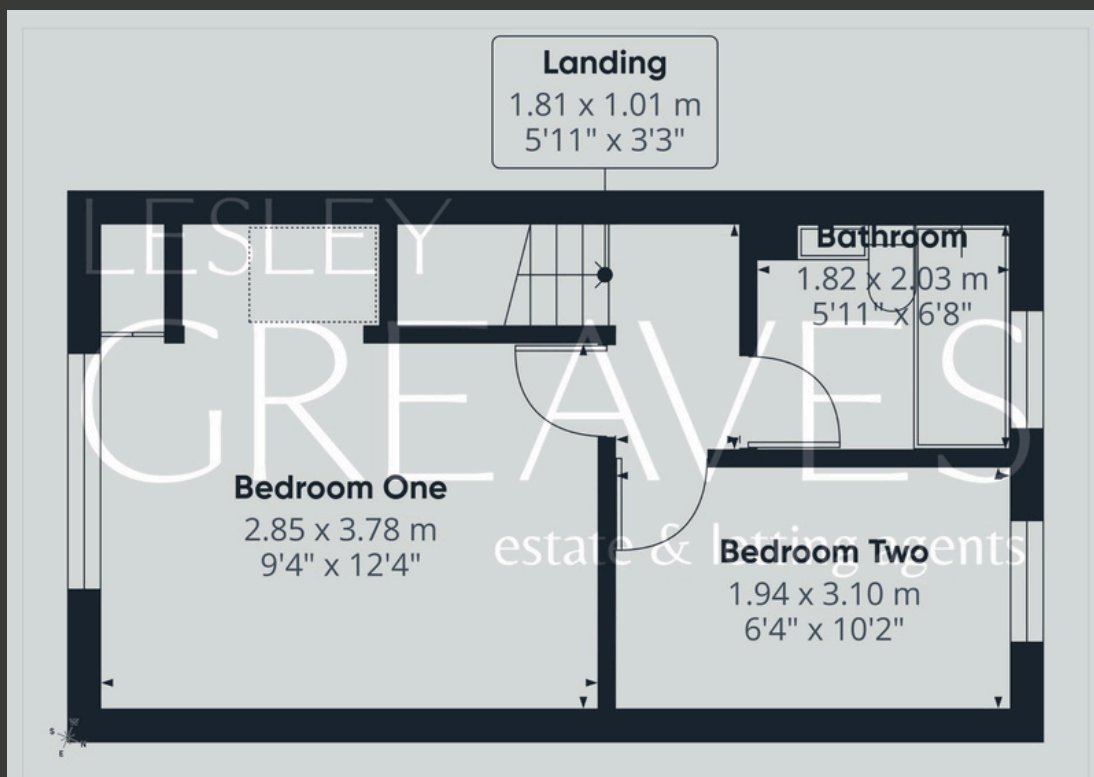 Landing
1.81 x 1.01 m
5'11" x 3'3"
LESLEY
Bathroom
1.82 x 2.03 m
5'11" x 6'8"
GREAVES
Bedroom One
2.85 x 3.78 m
9'4" x 12'4"
estate & letting agents
Bedroom Two
1.94 x 3.10 m
6'4" x 10'2"
W
S
N
E